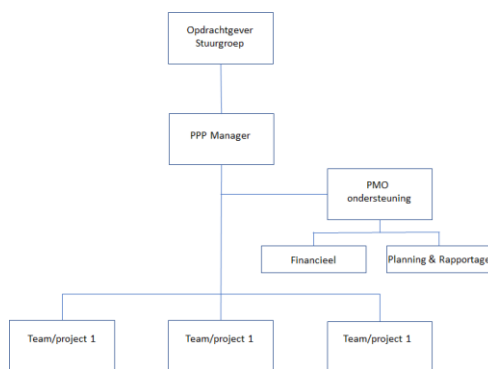 Opdrachtgever
Stuurgroep
PPP Manager
PMO
ondersteuning
Financieel
Planning & Rapportage
Team/project 1
Team/project 1
Team/project 1